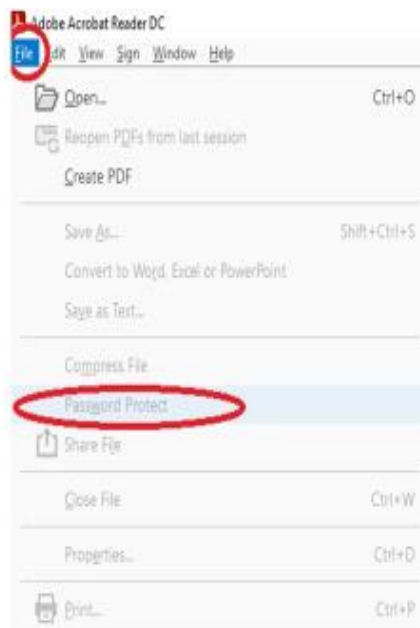 Adobe Acrobat Reader DC
File Edit View Sign Window Help
Open... Ctrl+O
Reopen PDFs from last session
Create PDF
Save As... Shift+Ctrl+S
Convert to Word, Excel or PowerPoint
Save as Text...
Compress File
Password Protect
Share File
Close File Ctrl+W
Properties... Ctrl+D
Print... Ctrl+P